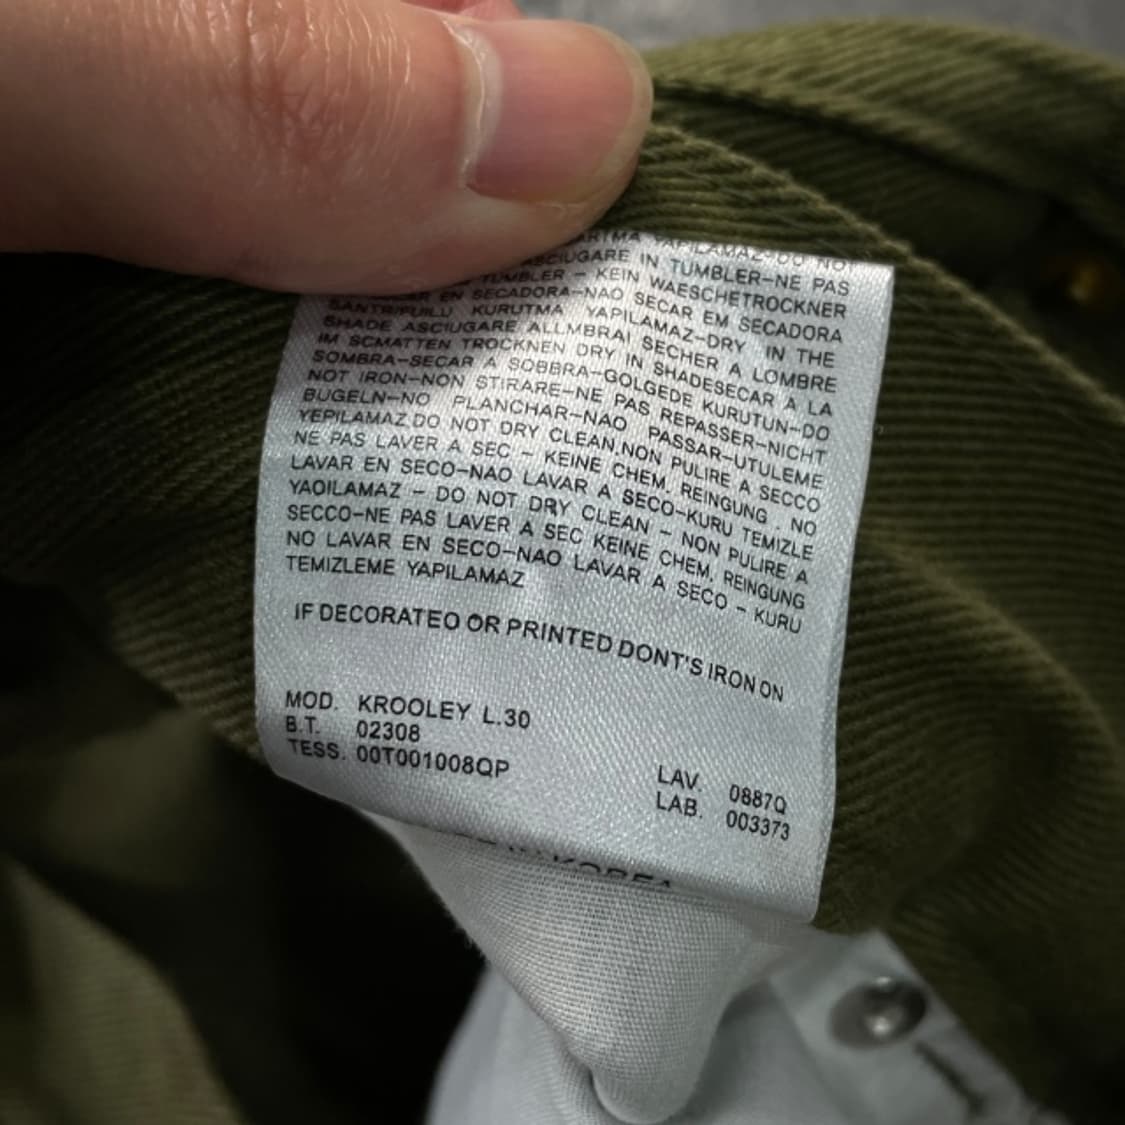 YAPILAMAZ-DO NOT
ASCIUGARE IN TUMBLER-NE PAS
TUMBLER - KEIN WAESCHETROCKNER
EN SECADORA-NAO SECAR EM SECADORA
KURUTMA YAPILAMAZ-DRY IN THE
SHADE ASCIUGARE ALLMBRAI SECHER A LOMBRE
IM SCMATTEN TROCKNEN DRY IN SHADESECAR A LA
SOMBRA-SECAR A SOBBRA-GOLGEDE KURUTUN-DO
NOT IRON-NON STIRARE-NE PAS REPASSER-NICHT
BUGELN-NO PLANCHAR-NAO PASSAR-UTULEME
YEPILAMAZ.DO NOT DRY CLEAN.NON PULIRE A SECCO
NE PAS LAVER A SEC - KEINE CHEM. REINGUNG . NO
LAVAR EN SECO-NAO LAVAR A SECO-KURU TEMIZLE
YAOILAMAZ - DO NOT DRY CLEAN - NON PULIRE A
SECCO-NE PAS LAVER A SEC KEINE CHEM. REINGUNG
NO LAVAR EN SECO-NAO LAVAR A SECO - KURU
TEMIZLEME YAPILAMAZ
IF DECORATEO OR PRINTED DONT'S IRON ON
MOD. KROOLEY L.30
B.T. 02308
TESS. 00T001008QP
LAV. 0887Q
LAB. 003373
KOREA